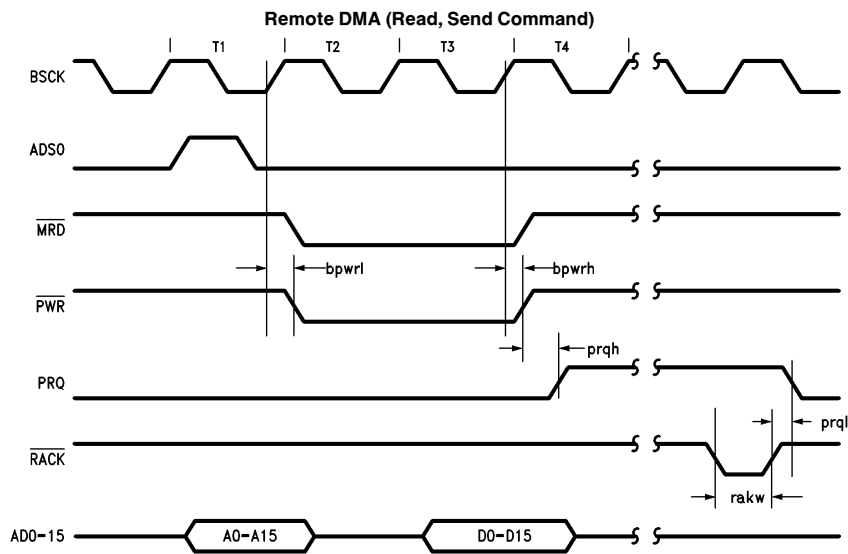 Remote DMA (Read, Send Command)
T1 T2 T3 T4
BSCK
ADS0
MRD
bpwrl bpwrh
PWR
prqh
PRQ
prql
RACK
rakw
AD0-15 A0-A15 D0-D15